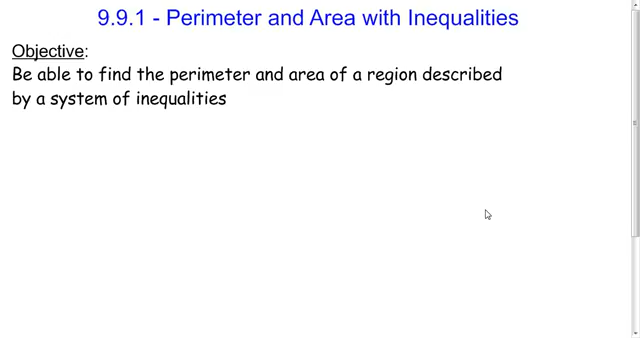 9.9.1 - Perimeter and Area with Inequalities
Objective:
Be able to find the perimeter and area of a region described
by a system of inequalities